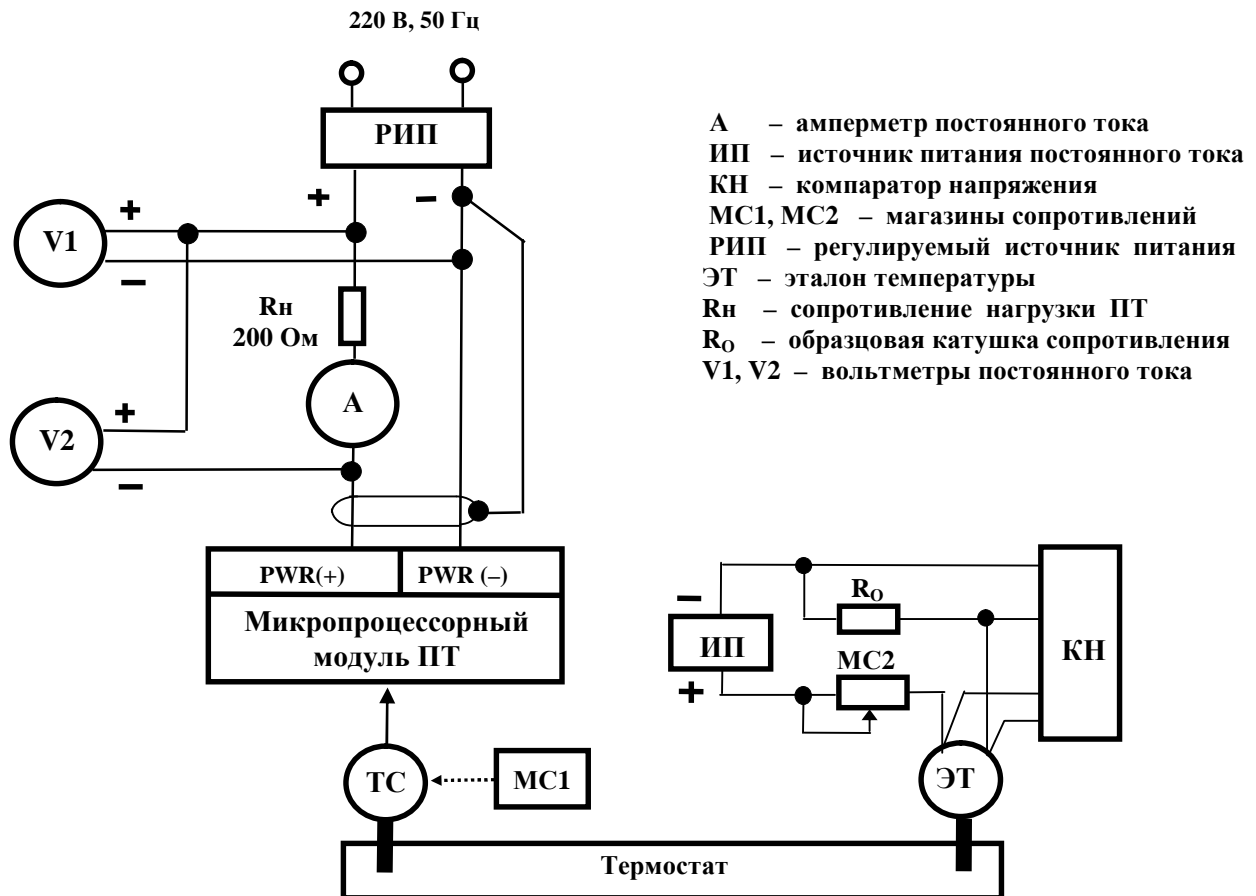 220 В, 50 Гц
РИП
+
–
V1
+
–
Rн
200 Ом
А
V2
+
–
PWR(+)
PWR (–)
Микропроцессорный
модуль ПТ
ТС
МС1
Термостат
А – амперметр постоянного тока
ИП – источник питания постоянного тока
КН – компаратор напряжения
МС1, МС2 – магазины сопротивлений
РИП – регулируемый источник питания
ЭТ – эталон температуры
Rн – сопротивление нагрузки ПТ
RО – образцовая катушка сопротивления
V1, V2 – вольтметры постоянного тока
–
ИП
+
RО
МС2
КН
ЭТ